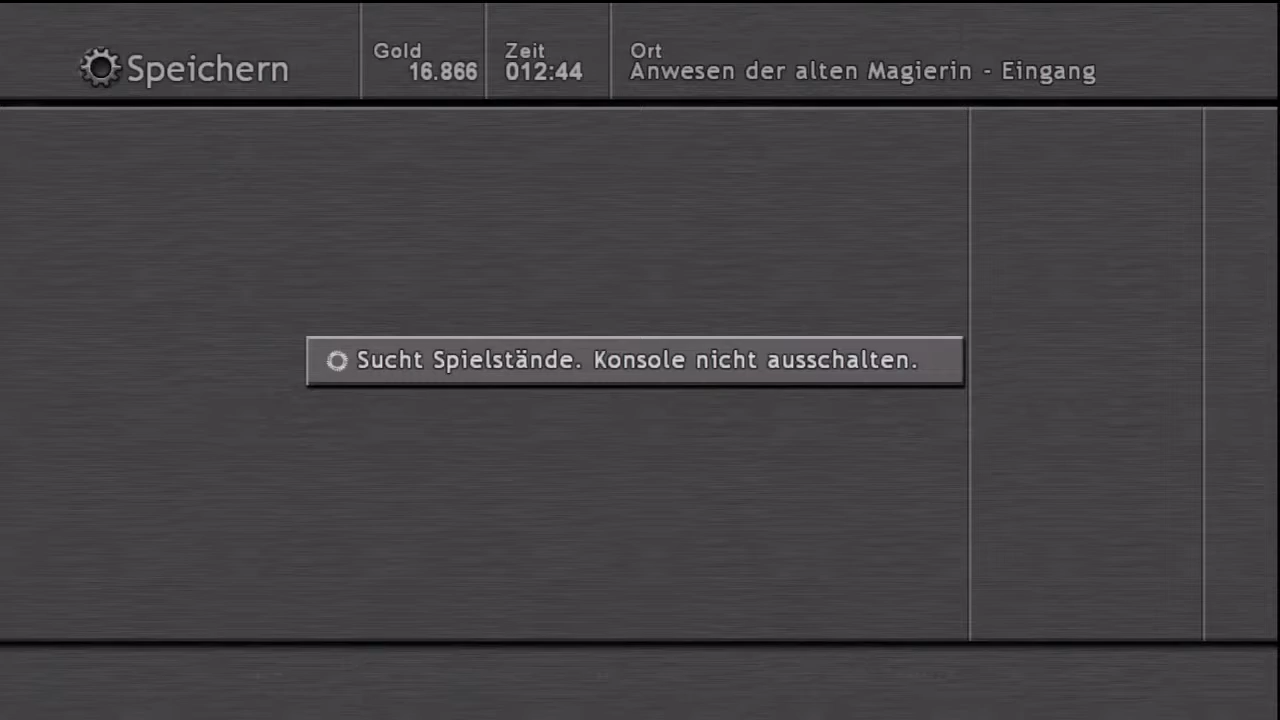 Speichern
Gold
16.866
Zeit
012:44
Ort
Anwesen der alten Magierin - Eingang
Sucht Spielstände. Konsole nicht ausschalten.